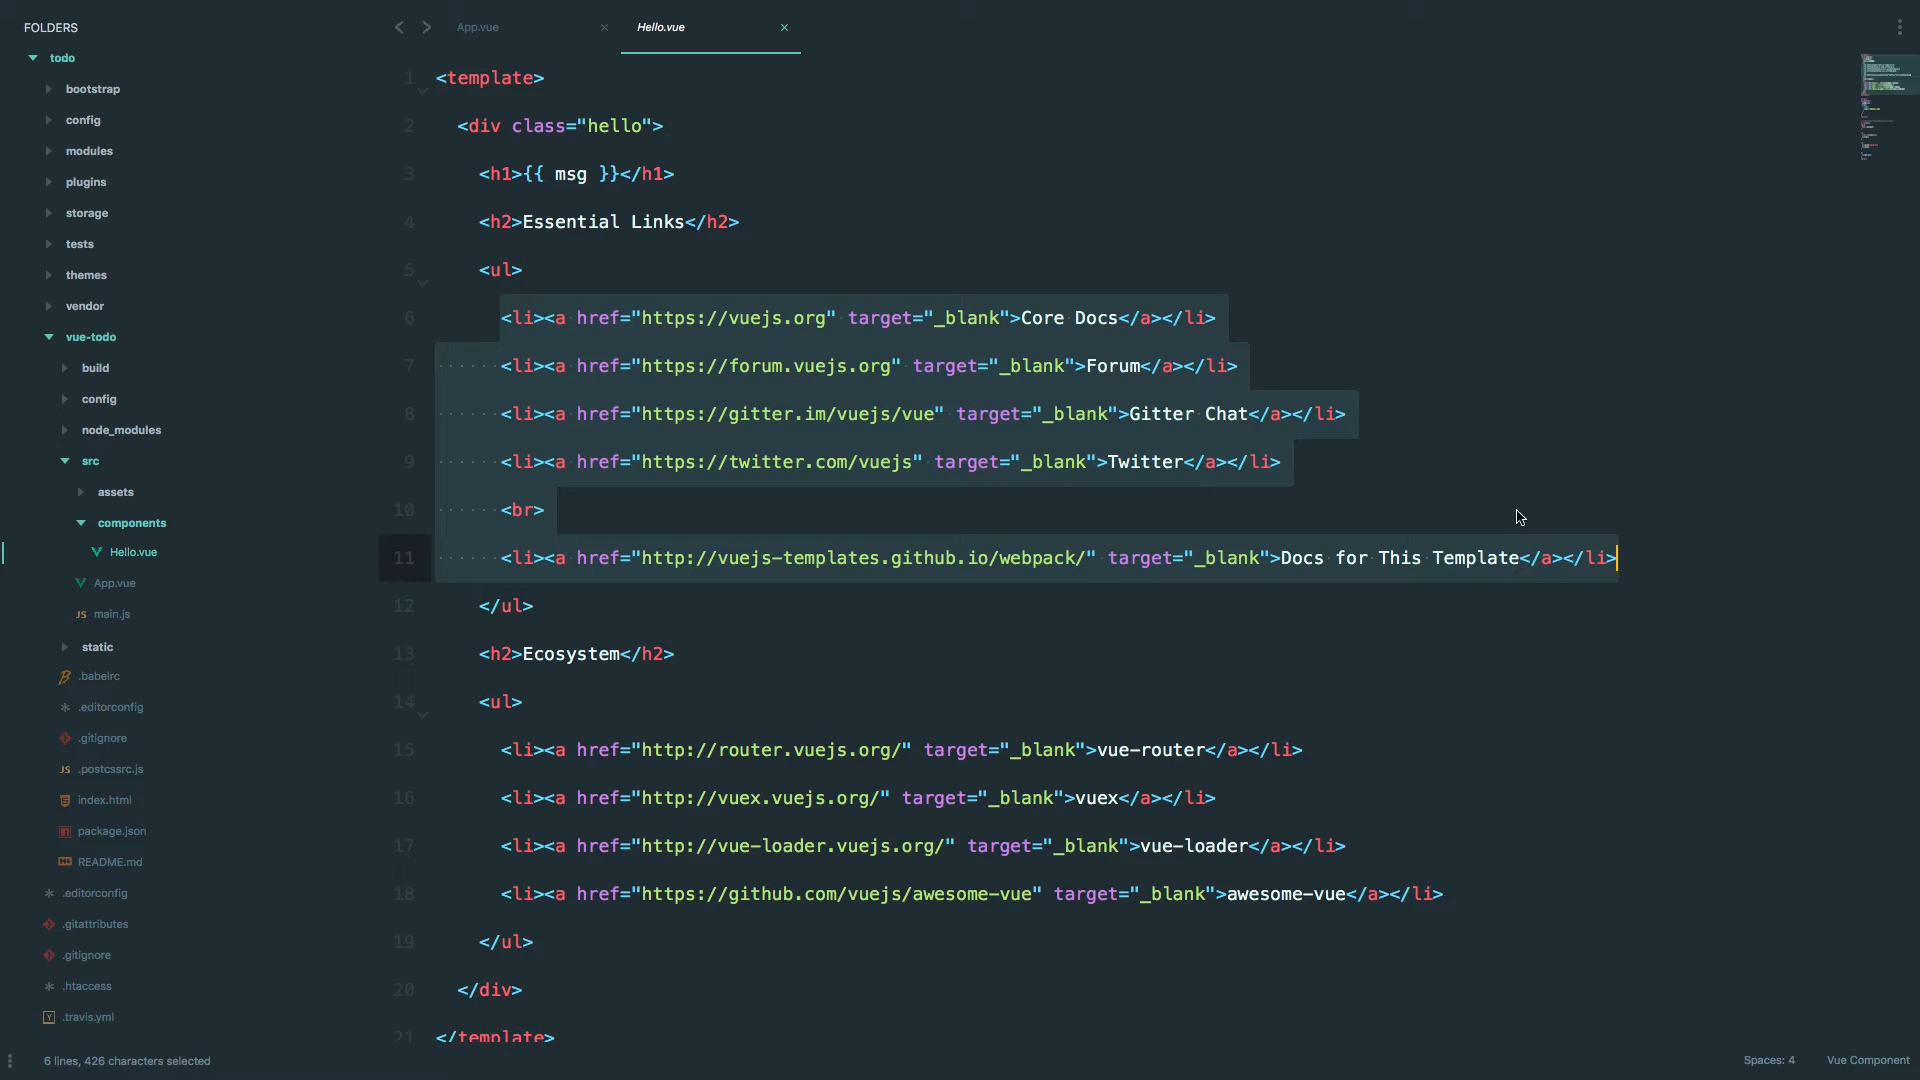 FOLDERS
todo
bootstrap
config
modules
plugins
storage
tests
themes
vendor
vue-todo
build
config
node_modules
src
assets
components
Hello.vue
App.vue
JS main.js
static
.babelrc
.editorconfig
.gitignore
JS .postcssrc.js
index.html
package.json
README.md
.editorconfig
.gitattributes
.gitignore
.htaccess
Y .travis.yml
App.vue ×
Hello.vue ×
1 <template>
2 <div class="hello">
3 <h1>{{ msg }}</h1>
4 <h2>Essential Links</h2>
5 <ul>
6 <li><a href="https://vuejs.org" target="_blank">Core Docs</a></li>
7 <li><a href="https://forum.vuejs.org" target="_blank">Forum</a></li>
8 <li><a href="https://gitter.im/vuejs/vue" target="_blank">Gitter Chat</a></li>
9 <li><a href="https://twitter.com/vuejs" target="_blank">Twitter</a></li>
10 <br>
11 <li><a href="http://vuejs-templates.github.io/webpack/" target="_blank">Docs for This Template</a></li>
12 </ul>
13 <h2>Ecosystem</h2>
14 <ul>
15 <li><a href="http://router.vuejs.org/" target="_blank">vue-router</a></li>
16 <li><a href="http://vuex.vuejs.org/" target="_blank">vuex</a></li>
17 <li><a href="http://vue-loader.vuejs.org/" target="_blank">vue-loader</a></li>
18 <li><a href="https://github.com/vuejs/awesome-vue" target="_blank">awesome-vue</a></li>
19 </ul>
20 </div>
21 </template>
6 lines, 426 characters selected
Spaces: 4
Vue Component